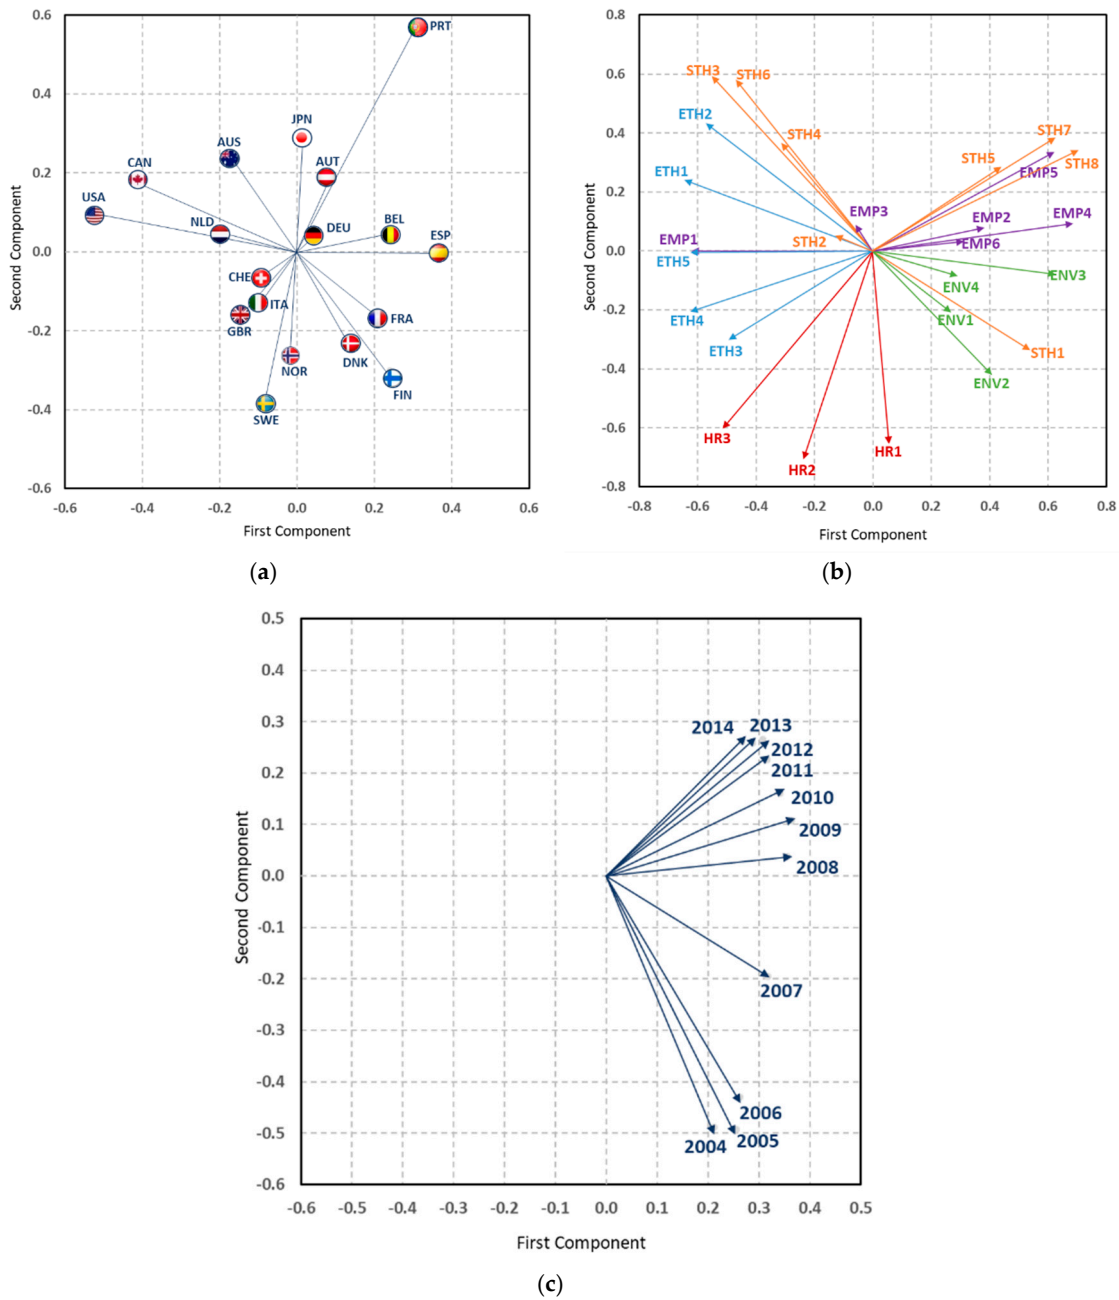 0.6
PRT
0.4
JPN
AUS
CAN
AUT
0.2
USA
NLD
DEU
BEL
ESP
0.0
CHE
ITA
GBR
FRA
-0.2
NOR
DNK
FIN
-0.4
SWE
-0.6
-0.6 -0.4 -0.2 0.0 0.2 0.4 0.6
Second Component
First Component
(a)
0.8
STH3 STH6
0.6
ETH2
STH4
STH7
0.4
STH5
STH8
ETH1
EMP5
0.2
EMP3
EMP2
EMP4
EMP1
STH2
EMP6
0.0
ETH5
ENV3
ENV4
-0.2
ETH4
ENV1
ETH3
STH1
-0.4
ENV2
HR3
-0.6
HR1
HR2
-0.8
-0.8 -0.6 -0.4 -0.2 0.0 0.2 0.4 0.6 0.8
Second Component
First Component
(b)
0.5
0.4
0.3
2014 2013
2012
0.2
2011
2010
0.1
2009
2008
0.0
-0.1
-0.2
2007
-0.3
-0.4
2006
-0.5
2004 2005
-0.6
-0.6 -0.5 -0.4 -0.3 -0.2 -0.1 0.0 0.1 0.2 0.3 0.4 0.5
Second Component
First Component
(c)